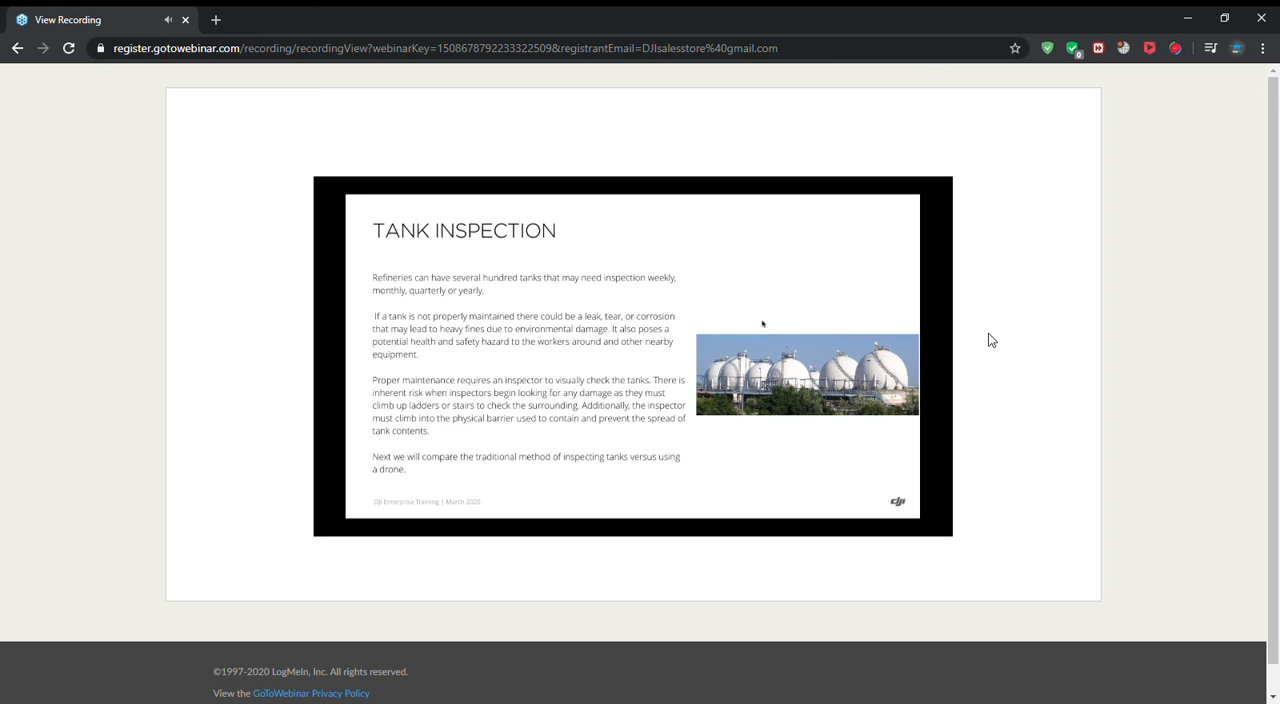 View Recording
register.gotowebinar.com/recording/recordingView?webinarKey=1508678792233322509&registrantEmail=DJIsalesstore%40gmail.com
0
TANK INSPECTION
Refineries can have several hundred tanks that may need inspection weekly,
monthly, quarterly or yearly.
If a tank is not properly maintained there could be a leak, tear, or corrosion
that may lead to heavy fines due to environmental damage. It also poses a
potential health and safety hazard to the workers around and other nearby
equipment.
Proper maintenance requires an inspector to visually check the tanks. There is
inherent risk when inspectors begin looking for any damage as they must
climb up ladders or stairs to check the surrounding. Additionally, the inspector
must climb into the physical barrier used to contain and prevent the spread of
tank contents.
Next we will compare the traditional method of inspecting tanks versus using
a drone.
DJI Enterprise Training | March 2020
dji
©1997-2020 LogMeIn, Inc. All rights reserved.
View the GoToWebinar Privacy Policy